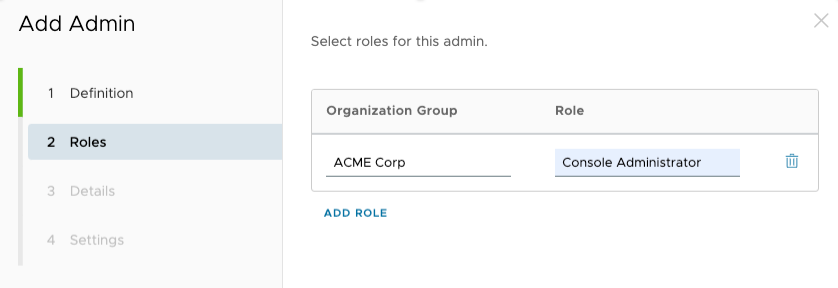 Add Admin
1 Definition
2 Roles
3 Details
4 Settings
Select roles for this admin.
Organization Group Role
ACME Corp Console Administrator
ADD ROLE